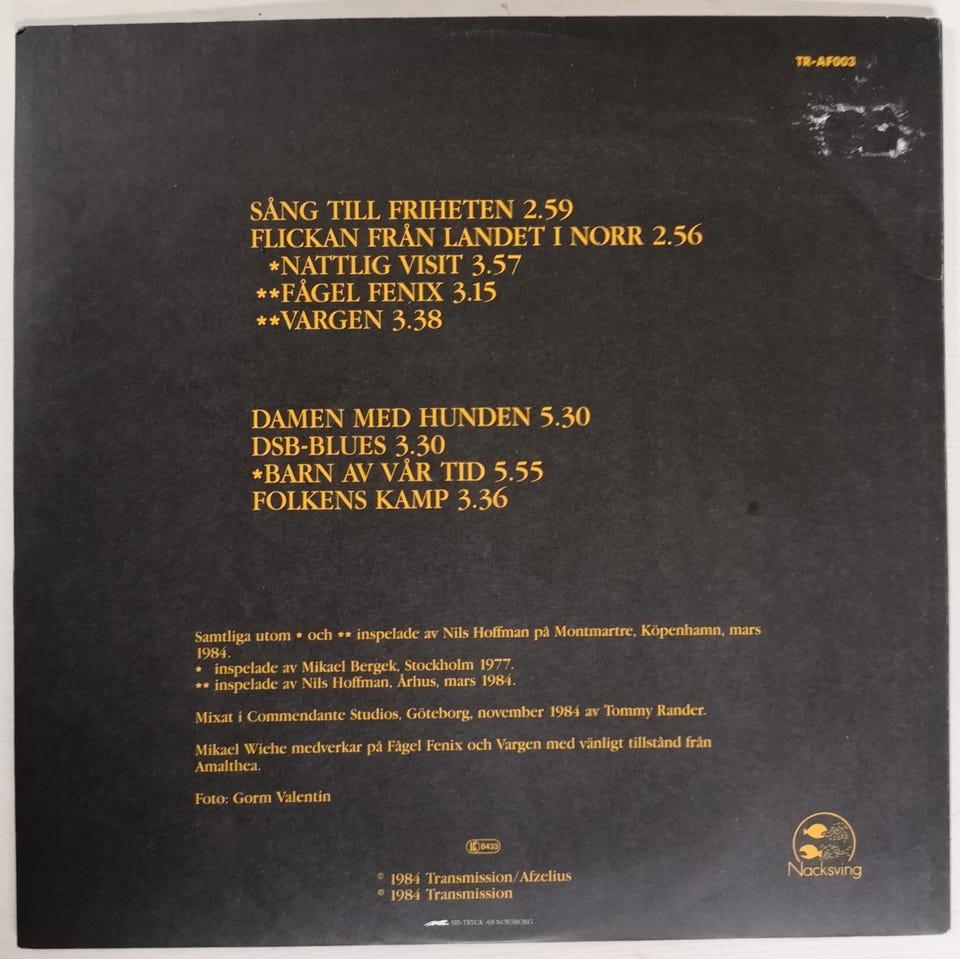 TR-AF003
SÅNG TILL FRIHETEN 2.59
FLICKAN FRÅN LANDET I NORR 2.56
*NATTLIG VISIT 3.57
**FÅGEL FENIX 3.15
**VARGEN 3.38
DAMEN MED HUNDEN 5.30
DSB-BLUES 3.30
*BARN AV VÅR TID 5.55
FOLKENS KAMP 3.36
Samtliga utom * och ** inspelade av Nils Hoffman på Montmartre, Köpenhamn, mars
1984.
* inspelade av Mikael Bergek, Stockholm 1977.
** inspelade av Nils Hoffman, Århus, mars 1984.
Mixat i Commendante Studios, Göteborg, november 1984 av Tommy Rander.
Mikael Wiehe medverkar på Fågel Fenix och Vargen med vänligt tillstånd från
Amalthea.
Foto: Gorm Valentin
LC 6433
Nacksving
© 1984 Transmission/Afzelius
℗ 1984 Transmission
SIB-TRYCK AB NORSBORG